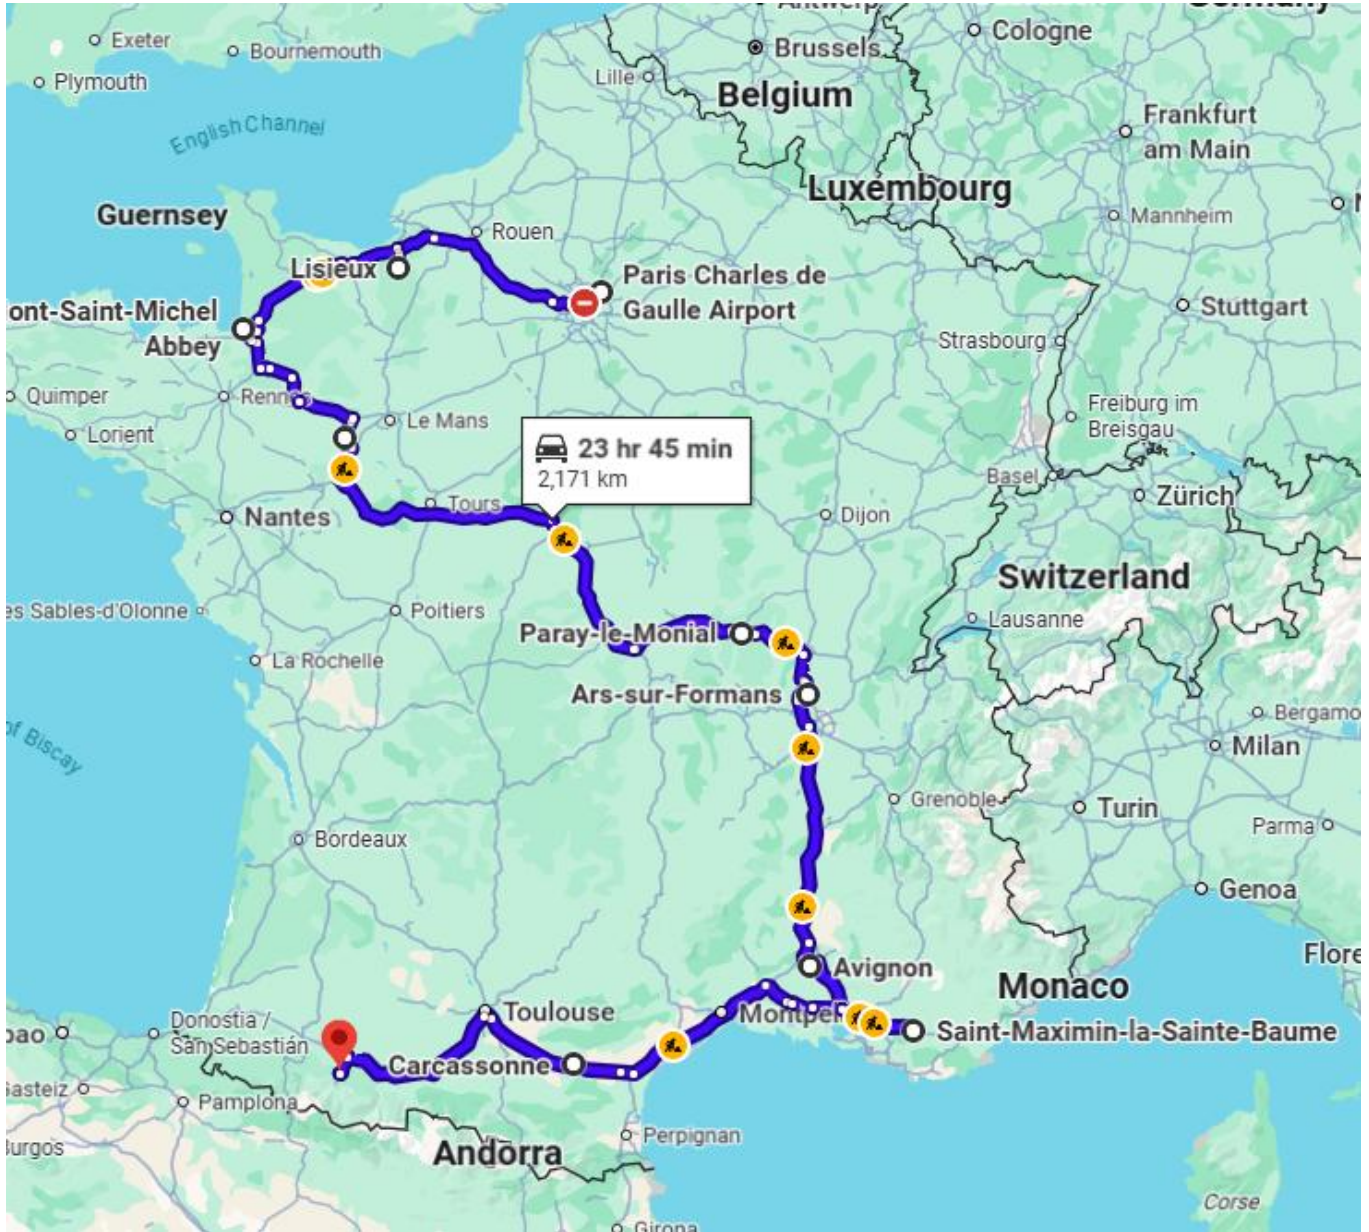 Antwerp
Germany
Exeter
Bournemouth
Brussels
Cologne
Plymouth
Lille
Belgium
Frankfurt
am Main
English Channel
Luxembourg
Guernsey
Mannheim
Rouen
Lisieux
Paris Charles de
Gaulle Airport
ont-Saint-Michel
Abbey
Stuttgart
Strasbourg
Quimper
Rennes
Le Mans
Freiburg im
Breisgau
Lorient
23 hr 45 min
2,171 km
Basel
Zürich
Nantes
Tours
Dijon
Switzerland
es Sables-d'Olonne
Poitiers
Lausanne
Paray-le-Monial
La Rochelle
Ars-sur-Formans
of Biscay
Bergamo
Milan
Grenoble
Turin
Bordeaux
Parma
Genoa
Flore
Avignon
Monaco
Toulouse
Montpel
Donostia /
San Sebastián
bao
Saint-Maximin-la-Sainte-Baume
Carcassonne
Gasteiz
Pamplona
Perpignan
Burgos
Andorra
Corse
Girona